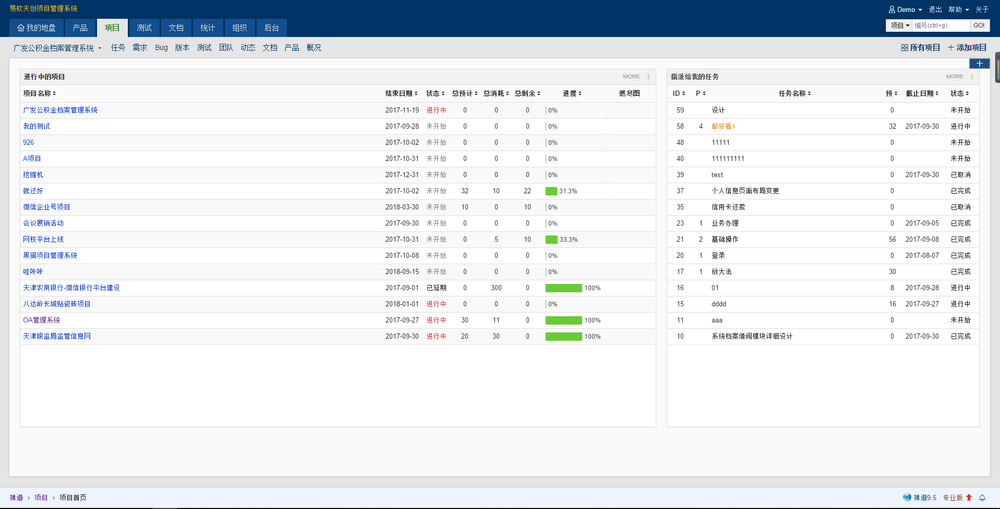 易软天创项目管理系统
Demo 退出 帮助 关于
我的地盘 产品 项目 测试 文档 统计 组织 后台
项目 编号(ctrl+g) GO!
广发公积金档案管理系统 任务 需求 Bug 版本 测试 团队 动态 文档 产品 概况
所有项目 添加项目
进行中的项目 MORE
项目名称 结束日期 状态 总预计 总消耗 总剩余 进度 燃尽图
广发公积金档案管理系统 2017-11-19 进行中 0 0 0 0%
我的测试 2017-09-28 未开始 0 0 0 0%
926 2017-10-02 未开始 0 0 0 0%
A项目 2017-10-31 未开始 0 0 0 0%
挖掘机 2017-12-31 未开始 0 0 0 0%
就还好 2017-10-02 未开始 32 10 22 31.3%
微信企业号项目 2018-03-30 未开始 10 0 10 0%
会议展销活动 2017-09-30 未开始 0 0 0 0%
网校平台上线 2017-10-31 未开始 0 5 10 33.3%
黑猫项目管理系统 2017-10-08 未开始 0 0 0 0%
哇咔咔 2018-09-15 未开始 0 0 0 0%
天津农商银行-微信银行平台建设 2017-09-01 已延期 0 300 0 100%
八达岭长城贴瓷砖项目 2018-01-01 进行中 0 0 0 0%
OA管理系统 2017-09-27 进行中 30 11 0 100%
天津银监局监管信息网 2017-09-30 进行中 20 30 0 100%
指派给我的任务 MORE
ID P 任务名称 预 截止日期 状态
59 设计 0 未开始
58 4 都好看; 32 2017-09-30 进行中
48 11111 0 未开始
40 111111111 0 未开始
39 test 0 2017-09-30 已取消
37 个人信息页面布局变更 0 已完成
35 信用卡还款 0 已取消
23 1 业务办理 0 2017-09-05 已完成
21 2 基础操作 56 2017-09-08 已完成
20 1 登录 0 2017-08-07 已完成
17 1 放大法 30 已完成
16 01 8 2017-09-28 进行中
15 dddd 16 2017-09-27 进行中
11 aaa 0 未开始
10 系统档案借阅模块详细设计 0 2017-09-30 已完成
禅道 › 项目 › 项目首页
禅道9.5 专业版